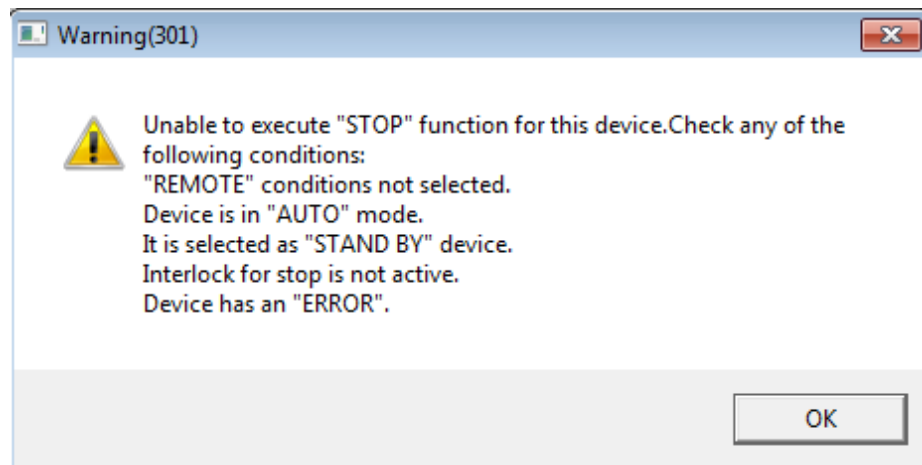 Warning(301)
Unable to execute "STOP" function for this device.Check any of the
following conditions:
"REMOTE" conditions not selected.
Device is in "AUTO" mode.
It is selected as "STAND BY" device.
Interlock for stop is not active.
Device has an "ERROR".
OK